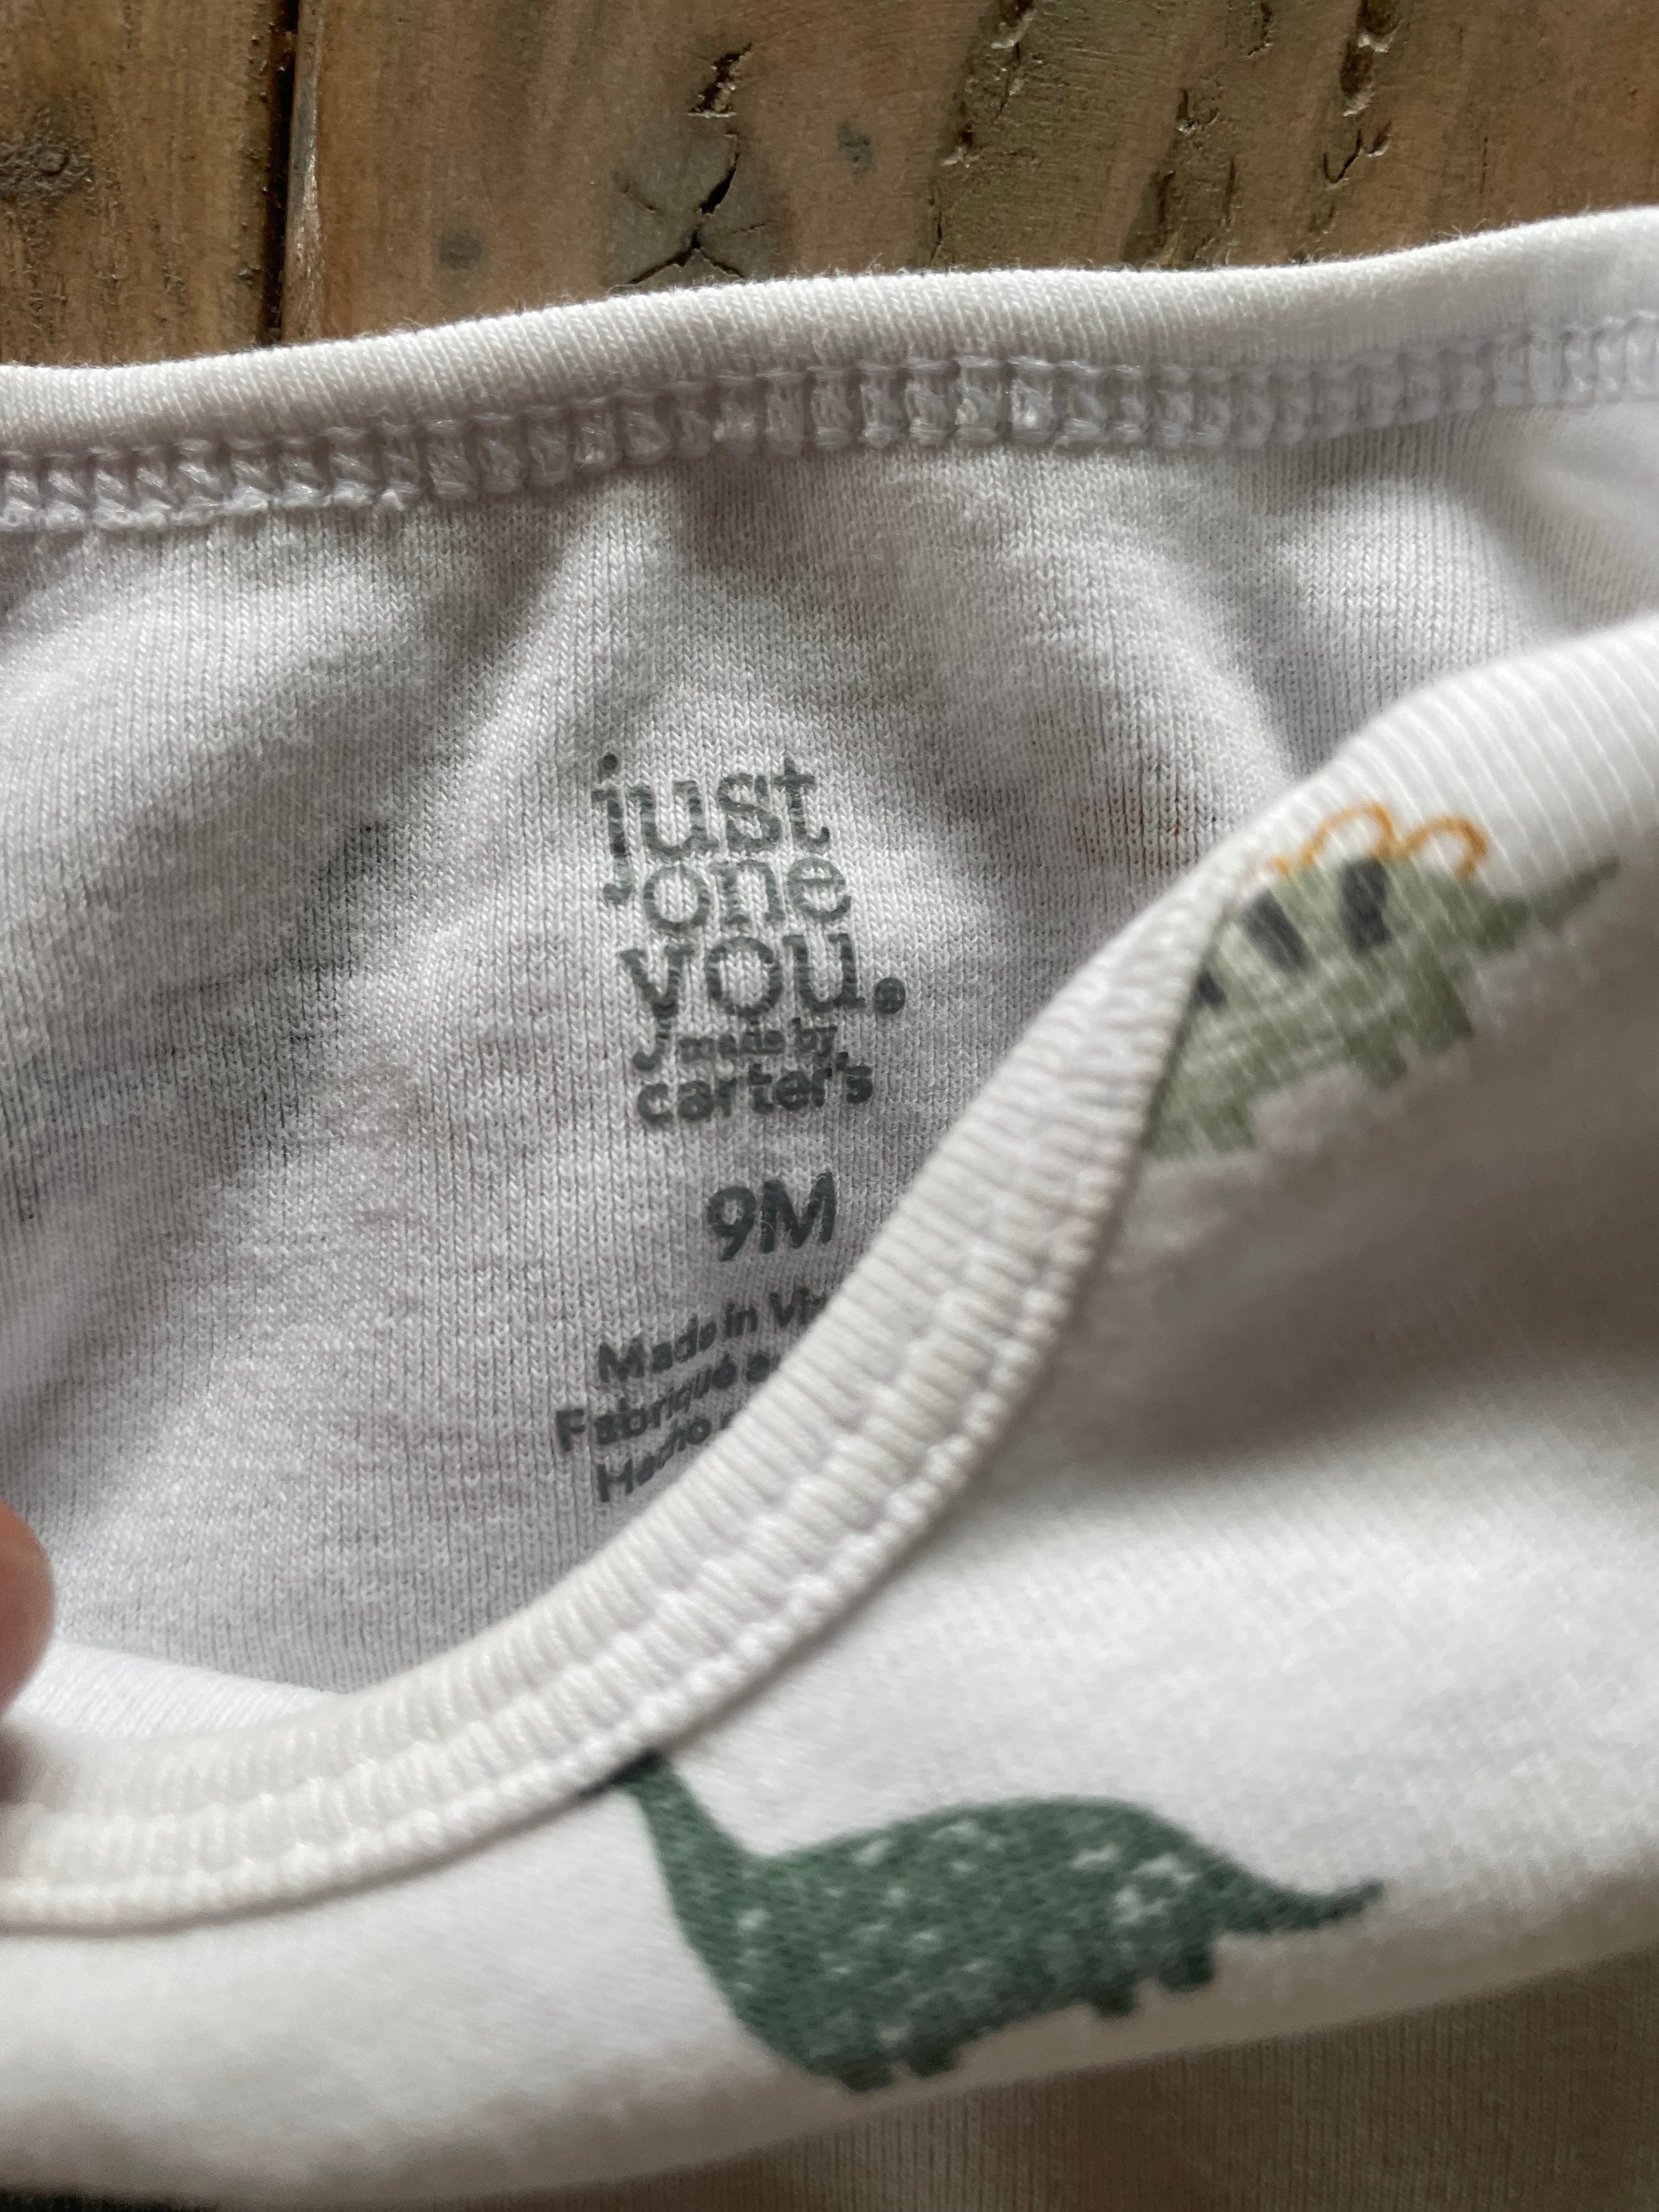 just
one
you.®
made by
carter's
9M
Made in
Fabriqué
Hecho